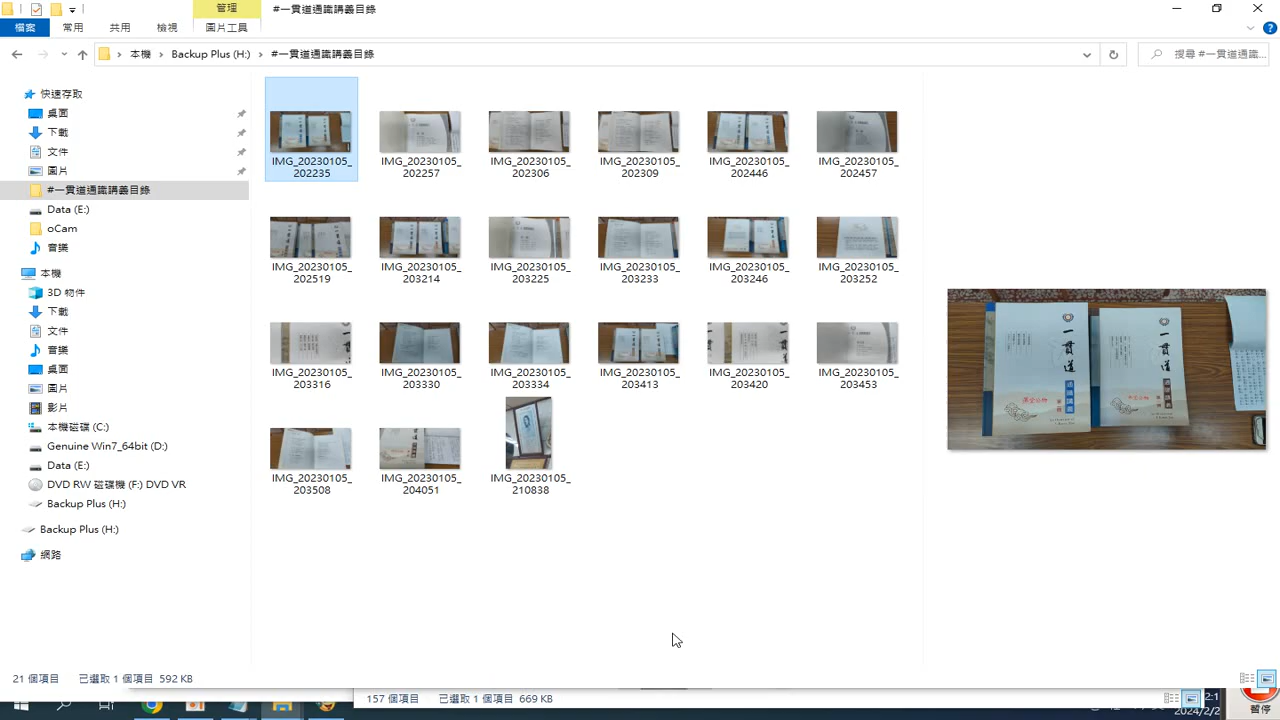 管理
#一貫道通識講義目錄
檔案
常用
共用
檢視
圖片工具
本機
Backup Plus (H:)
#一貫道通識講義目錄
搜尋 #一貫道通識...
快速存取
桌面
下載
文件
圖片
#一貫道通識講義目錄
Data (E:)
oCam
音樂
本機
3D 物件
下載
文件
音樂
桌面
圖片
影片
本機磁碟 (C:)
Genuine Win7_64bit (D:)
Data (E:)
DVD RW 磁碟機 (F:) DVD VR
Backup Plus (H:)
Backup Plus (H:)
網路
IMG_20230105_
202235
IMG_20230105_
202257
IMG_20230105_
202306
IMG_20230105_
202309
IMG_20230105_
202446
IMG_20230105_
202457
IMG_20230105_
202519
IMG_20230105_
203214
IMG_20230105_
203225
IMG_20230105_
203233
IMG_20230105_
203246
IMG_20230105_
203252
IMG_20230105_
203316
IMG_20230105_
203330
IMG_20230105_
203334
IMG_20230105_
203413
IMG_20230105_
203420
IMG_20230105_
203453
IMG_20230105_
203508
IMG_20230105_
204051
IMG_20230105_
210838
一貫道
通識講義
一貫道
21 個項目
已選取 1 個項目 592 KB
157 個項目
已選取 1 個項目 669 KB
2024/2/2
暫停